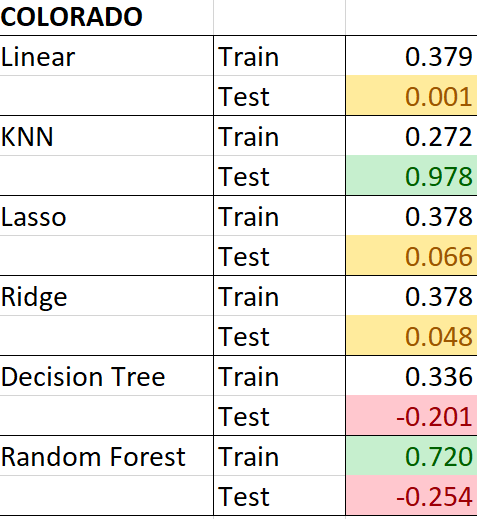 COLORADO
Linear Train 0.379
Test 0.001
KNN Train 0.272
Test 0.978
Lasso Train 0.378
Test 0.066
Ridge Train 0.378
Test 0.048
Decision Tree Train 0.336
Test -0.201
Random Forest Train 0.720
Test -0.254